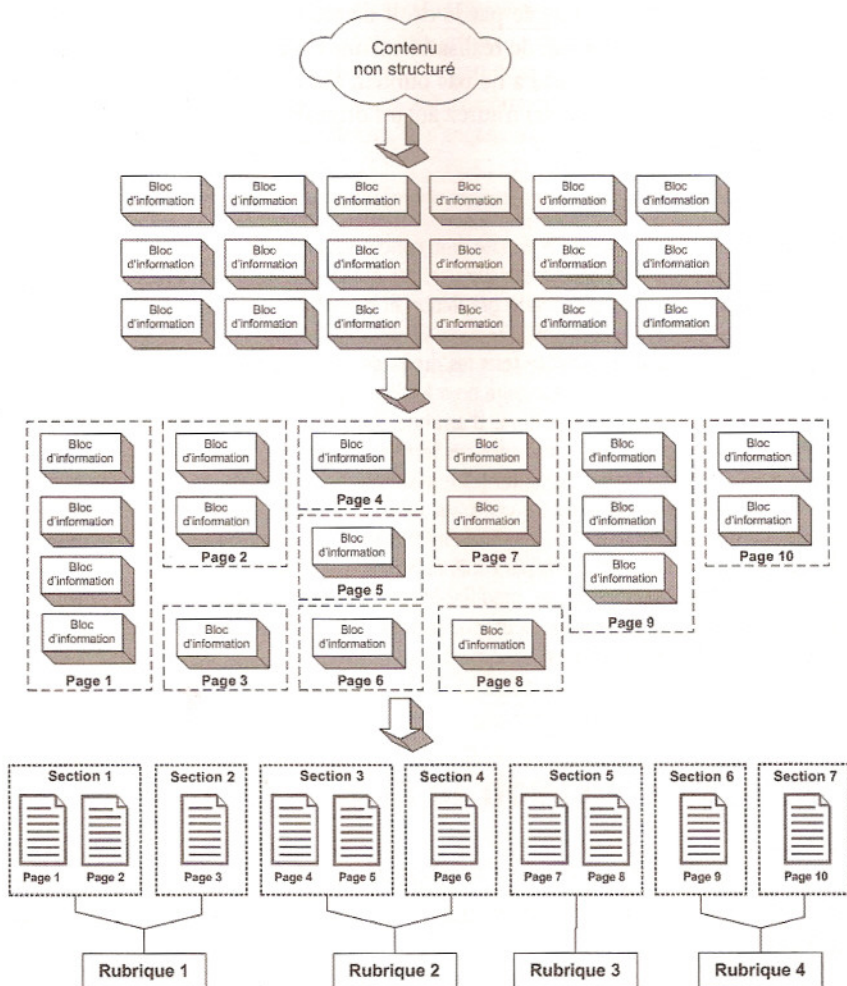 Contenu
non structuré
Bloc
d'information
Bloc
d'information
Bloc
d'information
Bloc
d'information
Bloc
d'information
Bloc
d'information
Bloc
d'information
Bloc
d'information
Bloc
d'information
Bloc
d'information
Bloc
d'information
Bloc
d'information
Bloc
d'information
Bloc
d'information
Bloc
d'information
Bloc
d'information
Bloc
d'information
Bloc
d'information
Bloc
d'information
Bloc
d'information
Bloc
d'information
Bloc
d'information
Page 1
Bloc
d'information
Bloc
d'information
Page 2
Bloc
d'information
Page 3
Bloc
d'information
Page 4
Bloc
d'information
Page 5
Bloc
d'information
Page 6
Bloc
d'information
Bloc
d'information
Page 7
Bloc
d'information
Page 8
Bloc
d'information
Bloc
d'information
Bloc
d'information
Page 9
Bloc
d'information
Bloc
d'information
Page 10
Section 1
Page 1
Page 2
Section 2
Page 3
Section 3
Page 4
Page 5
Section 4
Page 6
Section 5
Page 7
Page 8
Section 6
Page 9
Section 7
Page 10
Rubrique 1
Rubrique 2
Rubrique 3
Rubrique 4